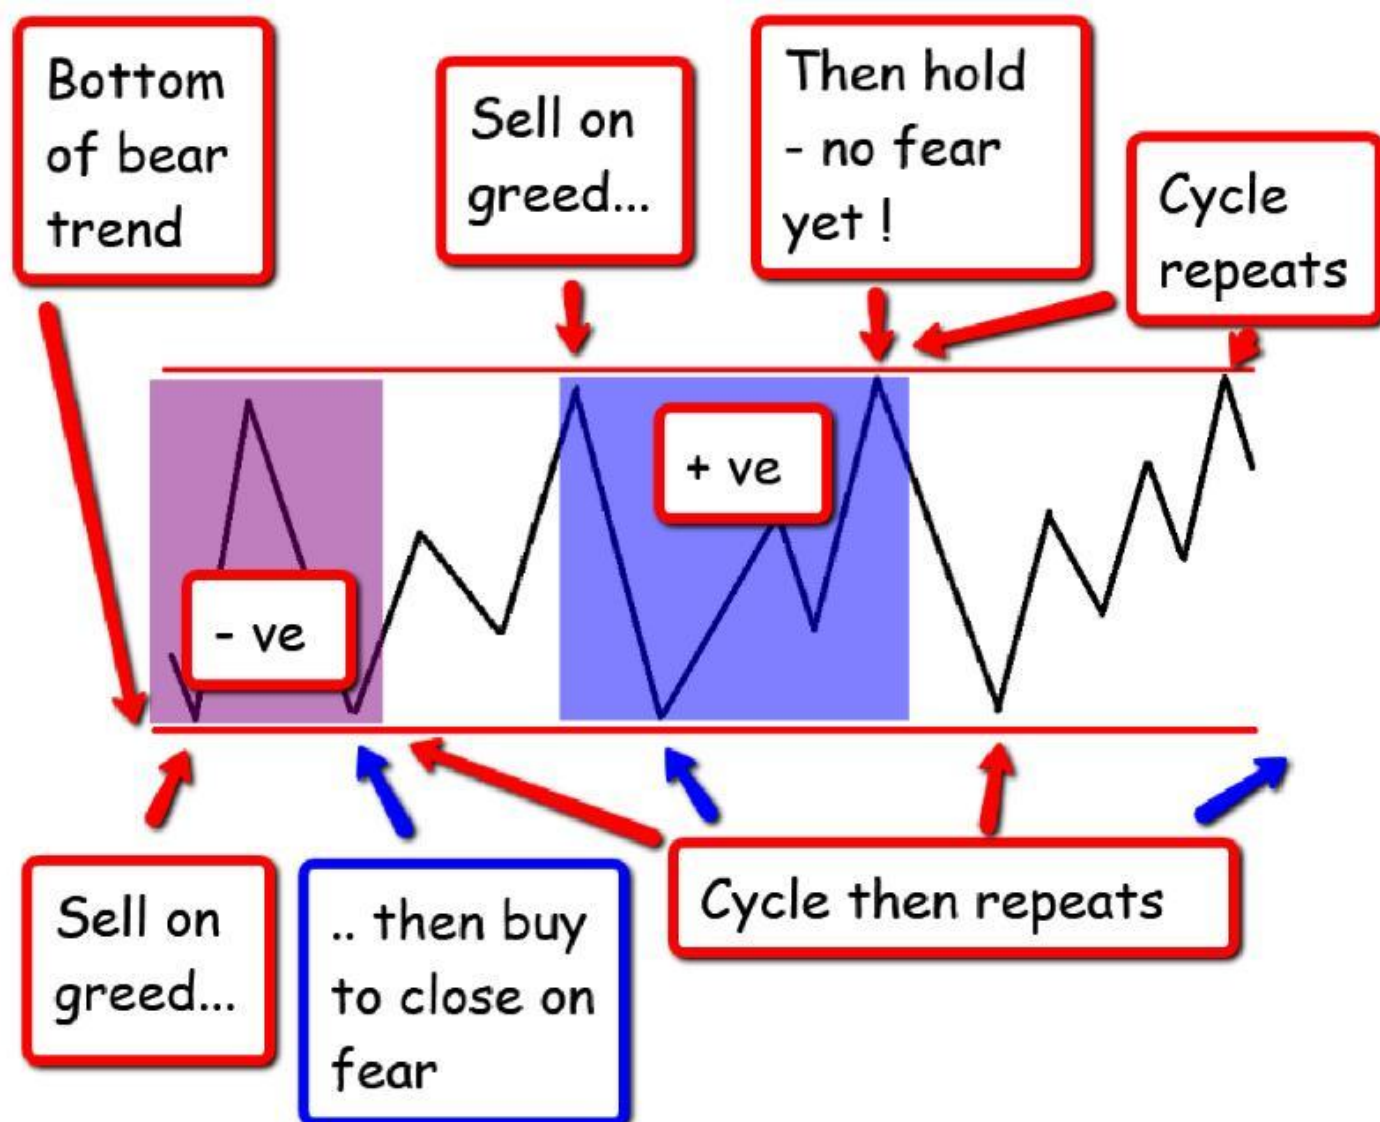 Bottom
of bear
trend
Sell on
greed...
Then hold
- no fear
yet !
Cycle
repeats
+ ve
- ve
Sell on
greed...
.. then buy
to close on
fear
Cycle then repeats